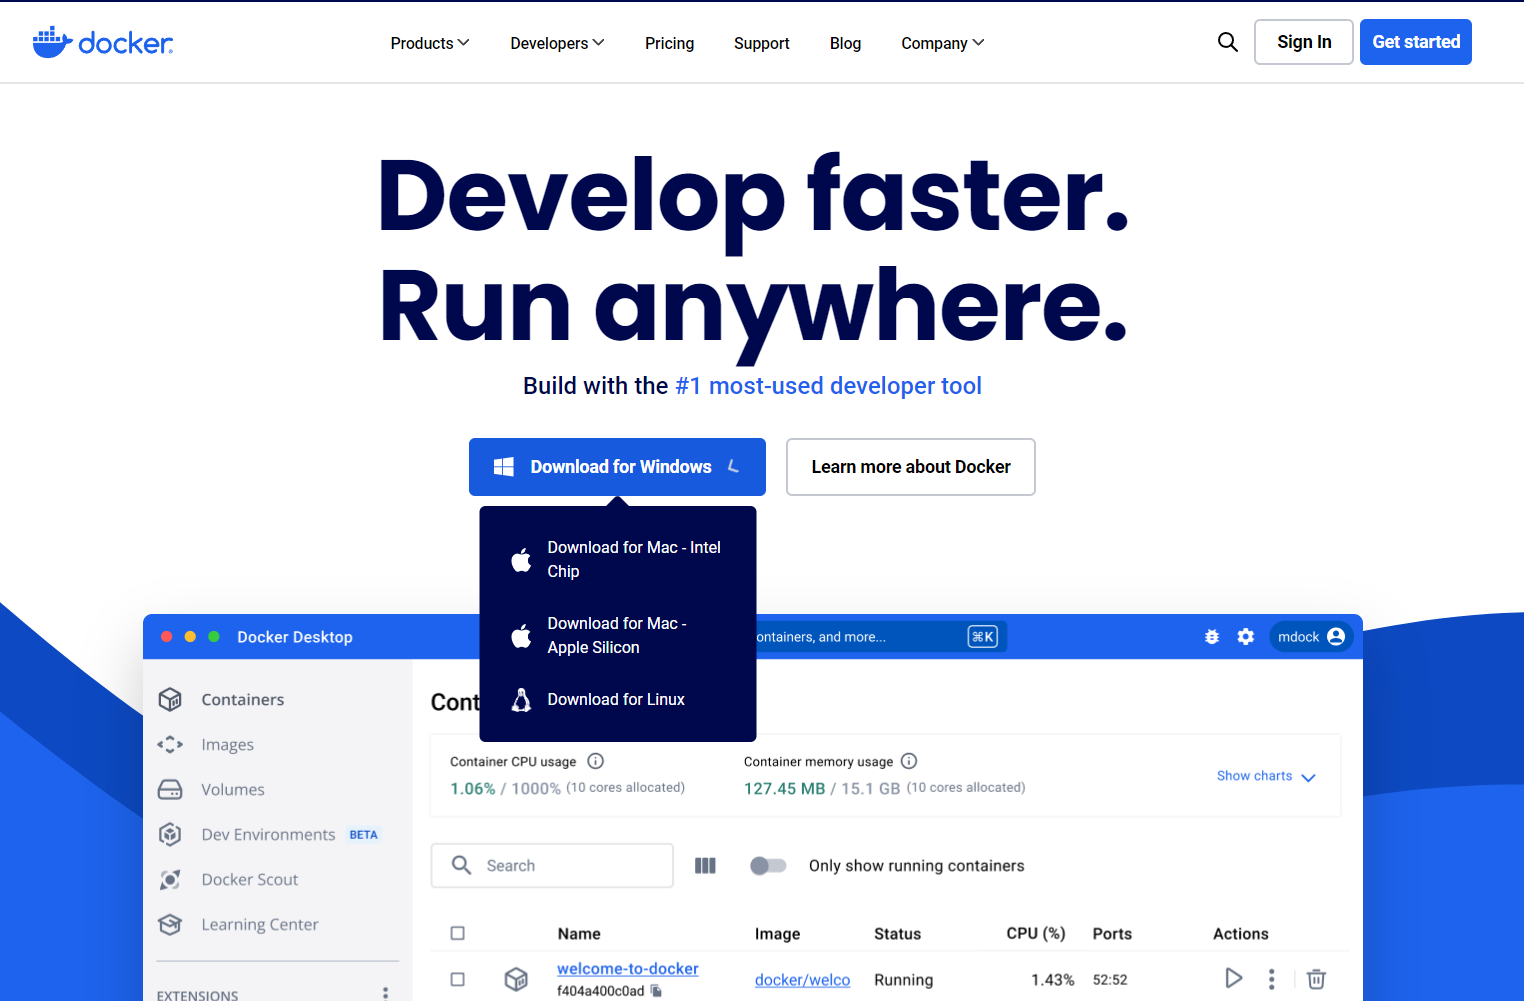 docker
Products
Developers
Pricing
Support
Blog
Company
Sign In
Get started
Develop faster.
Run anywhere.
Build with the #1 most-used developer tool
Download for Windows
Learn more about Docker
Download for Mac - Intel
Chip
Download for Mac -
Apple Silicon
Download for Linux
Docker Desktop
ontainers, and more...
⌘K
mdock
Containers
Images
Volumes
Dev Environments BETA
Docker Scout
Learning Center
EXTENSIONS
Cont
Container CPU usage
1.06% / 1000% (10 cores allocated)
Container memory usage
127.45 MB / 15.1 GB (10 cores allocated)
Show charts
Search
Only show running containers
Name Image Status CPU (%) Ports Actions
welcome-to-docker
f404a400c0ad
docker/welco
Running
1.43%
52:52